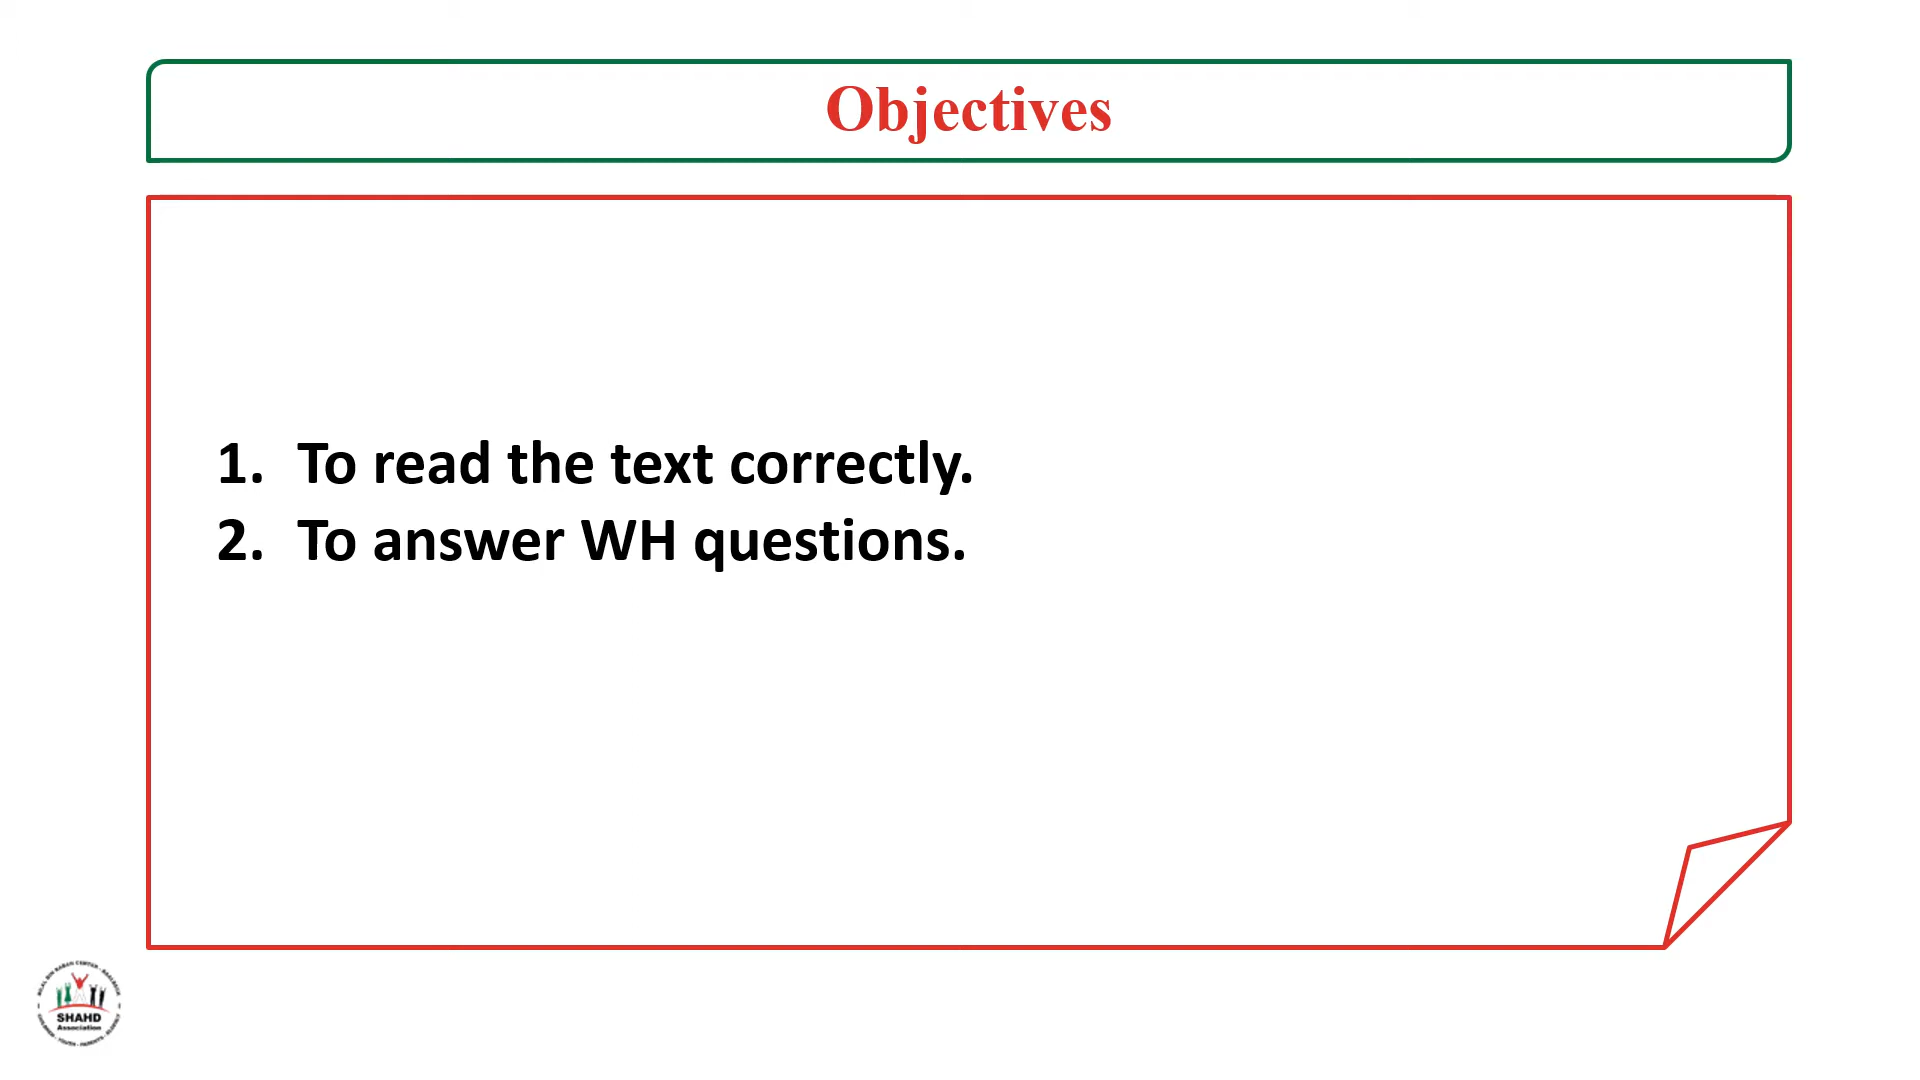 Objectives
1. To read the text correctly.
2. To answer WH questions.
SHAHD
Association